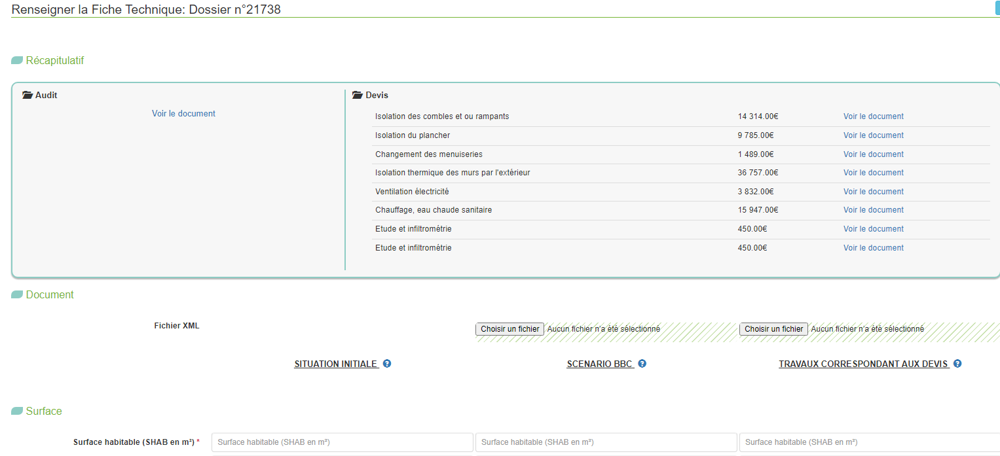 Renseigner la Fiche Technique: Dossier n°21738
Récapitulatif
Audit
Voir le document
Devis
Isolation des combles et ou rampants 14 314.00€ Voir le document
Isolation du plancher 9 785.00€ Voir le document
Changement des menuiseries 1 489.00€ Voir le document
Isolation thermique des murs par l'extérieur 36 757.00€ Voir le document
Ventilation électricité 3 832.00€ Voir le document
Chauffage, eau chaude sanitaire 15 947.00€ Voir le document
Etude et infiltrométrie 450.00€ Voir le document
Etude et infiltrométrie 450.00€ Voir le document
Document
Fichier XML Choisir un fichier Aucun fichier n'a été sélectionné Choisir un fichier Aucun fichier n'a été sélectionné
SITUATION INITIALE ? SCENARIO BBC ? TRAVAUX CORRESPONDANT AUX DEVIS ?
Surface
Surface habitable (SHAB en m²) * Surface habitable (SHAB en m²) Surface habitable (SHAB en m²) Surface habitable (SHAB en m²)